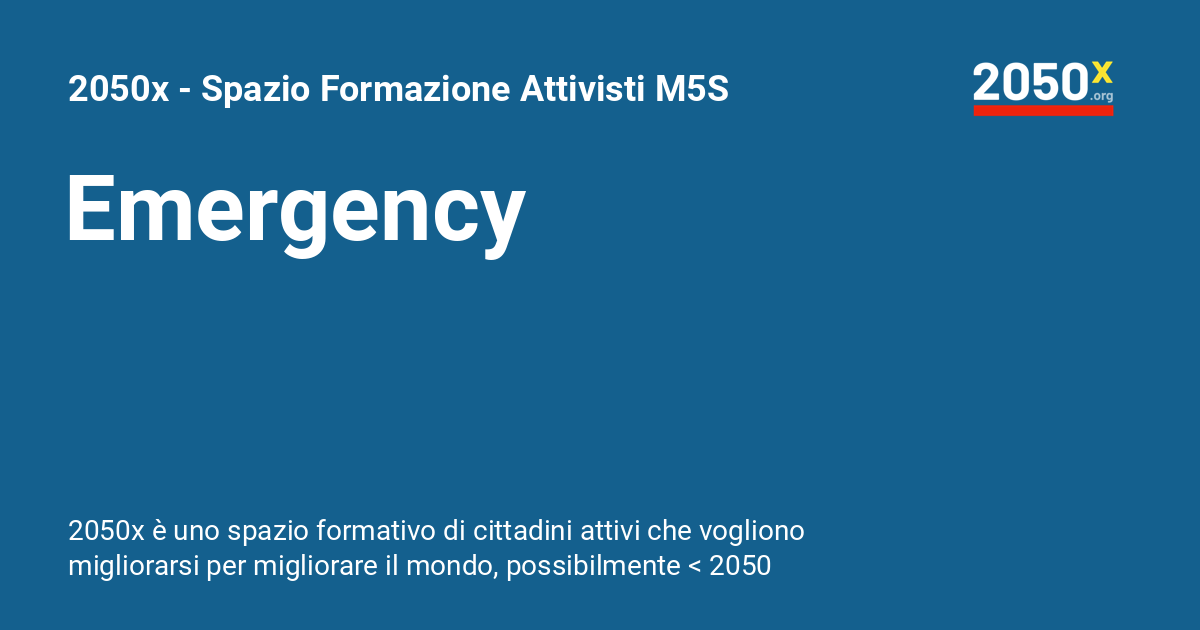 2050x - Spazio Formazione Attivisti M5S
2050x
.org
Emergency
2050x è uno spazio formativo di cittadini attivi che vogliono
migliorarsi per migliorare il mondo, possibilmente < 2050